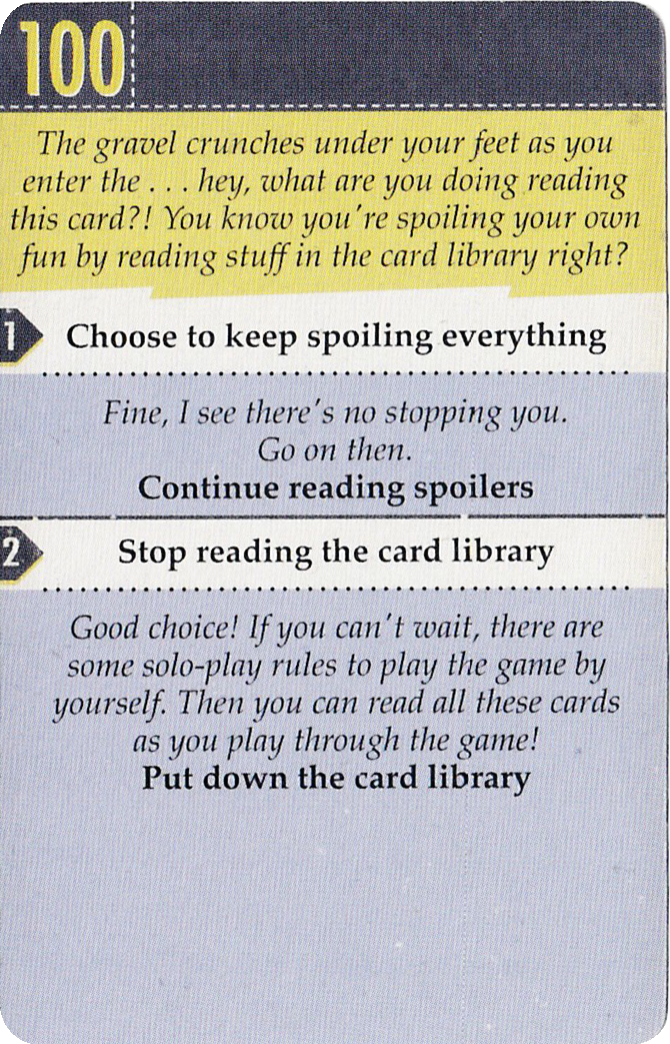 100
The gravel crunches under your feet as you
enter the . . . hey, what are you doing reading
this card?! You know you're spoiling your own
fun by reading stuff in the card library right?
1 Choose to keep spoiling everything
Fine, I see there's no stopping you.
Go on then.
Continue reading spoilers
2 Stop reading the card library
Good choice! If you can't wait, there are
some solo-play rules to play the game by
yourself. Then you can read all these cards
as you play through the game!
Put down the card library